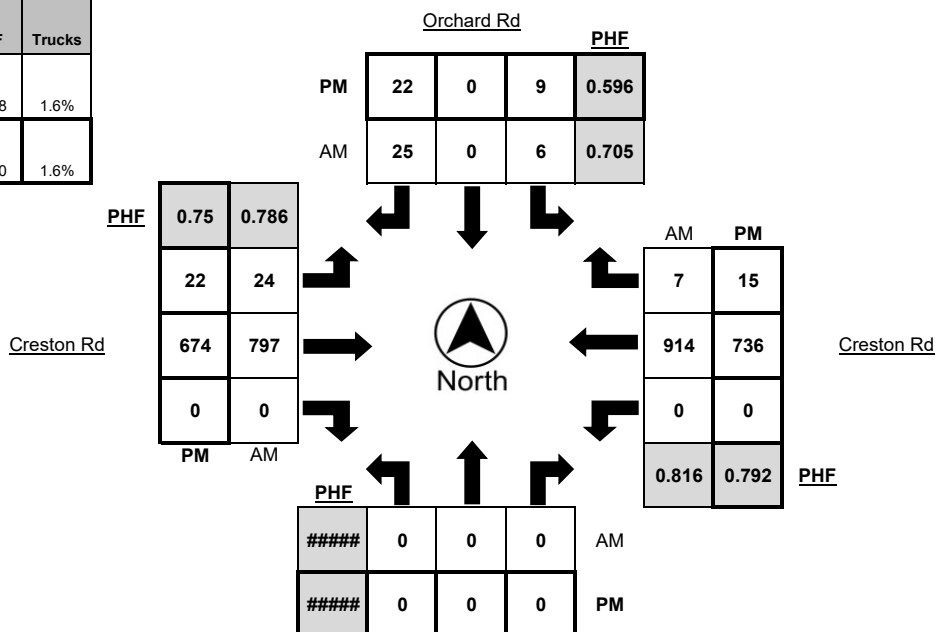 Orchard Rd
Trucks
PHF
PM 22 0 9 0.596
8 1.6%
AM 25 0 6 0.705
0 1.6%
PHF 0.75 0.786
AM PM
22 24
7 15
Creston Rd 674 797
914 736 Creston Rd
North
0 0
0 0
PM AM
0.816 0.792 PHF
PHF
##### 0 0 0 AM
##### 0 0 0 PM